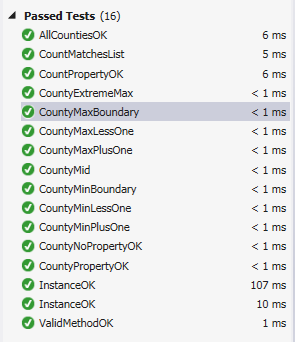 Passed Tests (16)
AllCountiesOK 6 ms
CountMatchesList 5 ms
CountPropertyOK 6 ms
CountyExtremeMax < 1 ms
CountyMaxBoundary < 1 ms
CountyMaxLessOne < 1 ms
CountyMaxPlusOne < 1 ms
CountyMid < 1 ms
CountyMinBoundary < 1 ms
CountyMinLessOne < 1 ms
CountyMinPlusOne < 1 ms
CountyNoPropertyOK < 1 ms
CountyPropertyOK < 1 ms
InstanceOK 107 ms
InstanceOK 10 ms
ValidMethodOK 1 ms